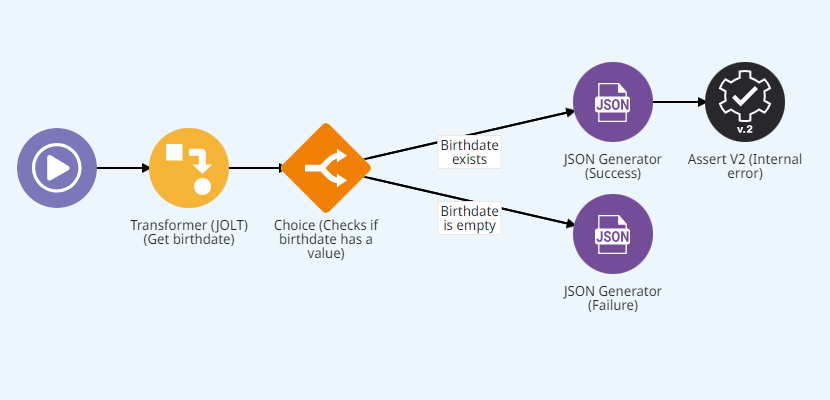 Birthdate
exists
JSON
v.2
JSON Generator
(Success)
Assert V2 (Internal
error)
Transformer (JOLT)
(Get birthdate)
Choice (Checks if
birthdate has a
value)
Birthdate
is empty
JSON
JSON Generator
(Failure)